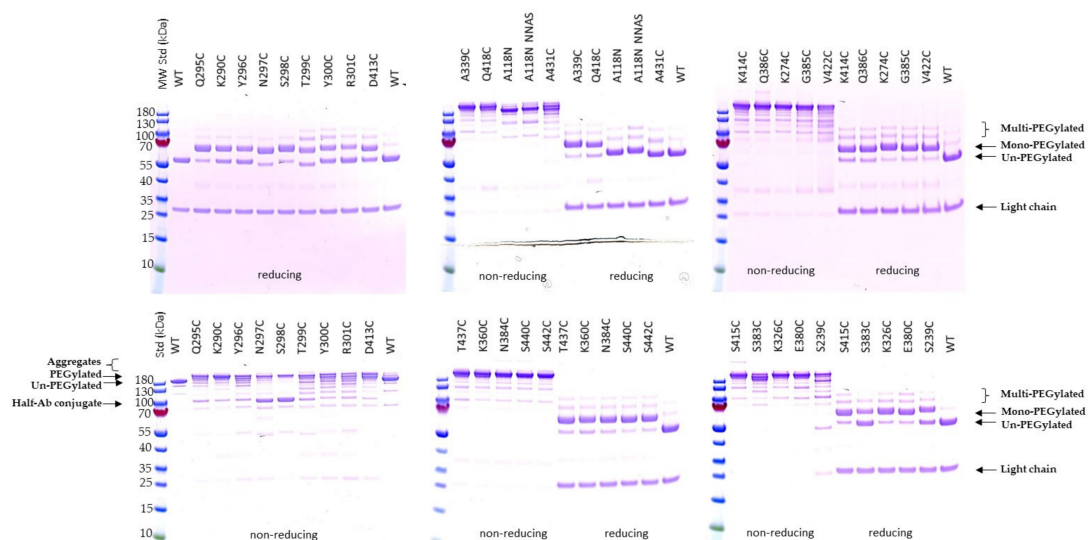 MW Std (kDa)
WT
Q295C
K290C
Y296C
N297C
S298C
T299C
Y300C
R301C
D413C
WT
180
130
100
70
55
40
35
25
15
10
reducing
A339C
Q418C
A118N
A118N NNAS
A431C
A339C
Q418C
A118N
A118N NNAS
A431C
WT
non-reducing
reducing
K414C
Q386C
K274C
G385C
V422C
K414C
Q386C
K274C
G385C
V422C
WT
non-reducing
reducing
Multi-PEGylated
Mono-PEGylated
Un-PEGylated
Light chain
Std (kDa)
WT
Q295C
K290C
Y296C
N297C
S298C
T299C
Y300C
R301C
D413C
WT
Aggregates
PEGylated
Un-PEGylated
Half-Ab conjugate
180
130
100
70
55
40
35
25
15
10
non-reducing
T437C
K360C
N384C
S440C
S442C
T437C
K360C
N384C
S440C
S442C
WT
non-reducing
reducing
S415C
S383C
K326C
E380C
S239C
S415C
S383C
K326C
E380C
S239C
WT
non-reducing
reducing
Multi-PEGylated
Mono-PEGylated
Un-PEGylated
Light chain